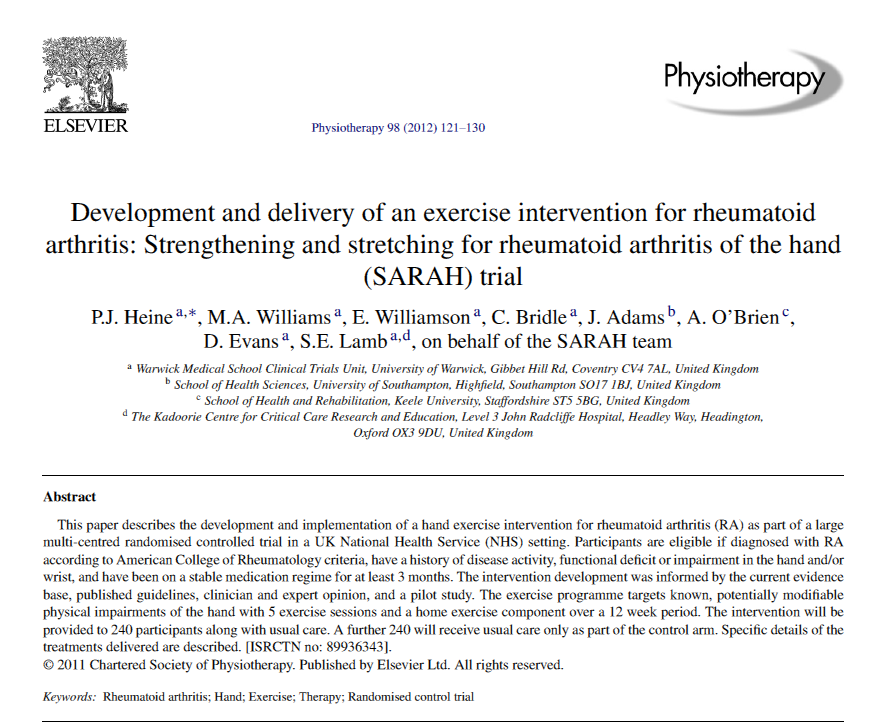 ELSEVIER
Physiotherapy
Physiotherapy 98 (2012) 121–130
Development and delivery of an exercise intervention for rheumatoid
arthritis: Strengthening and stretching for rheumatoid arthritis of the hand
(SARAH) trial
P.J. Heine a,*, M.A. Williams a, E. Williamson a, C. Bridle a, J. Adams b, A. O'Brien c,
D. Evans a, S.E. Lamb a,d, on behalf of the SARAH team
a Warwick Medical School Clinical Trials Unit, University of Warwick, Gibbet Hill Rd, Coventry CV4 7AL, United Kingdom
b School of Health Sciences, University of Southampton, Highfield, Southampton SO17 1BJ, United Kingdom
c School of Health and Rehabilitation, Keele University, Staffordshire ST5 5BG, United Kingdom
d The Kadoorie Centre for Critical Care Research and Education, Level 3 John Radcliffe Hospital, Headley Way, Headington,
Oxford OX3 9DU, United Kingdom
Abstract
This paper describes the development and implementation of a hand exercise intervention for rheumatoid arthritis (RA) as part of a large
multi-centred randomised controlled trial in a UK National Health Service (NHS) setting. Participants are eligible if diagnosed with RA
according to American College of Rheumatology criteria, have a history of disease activity, functional deficit or impairment in the hand and/or
wrist, and have been on a stable medication regime for at least 3 months. The intervention development was informed by the current evidence
base, published guidelines, clinician and expert opinion, and a pilot study. The exercise programme targets known, potentially modifiable
physical impairments of the hand with 5 exercise sessions and a home exercise component over a 12 week period. The intervention will be
provided to 240 participants along with usual care. A further 240 will receive usual care only as part of the control arm. Specific details of the
treatments delivered are described. [ISRCTN no: 89936343].
© 2011 Chartered Society of Physiotherapy. Published by Elsevier Ltd. All rights reserved.
Keywords: Rheumatoid arthritis; Hand; Exercise; Therapy; Randomised control trial